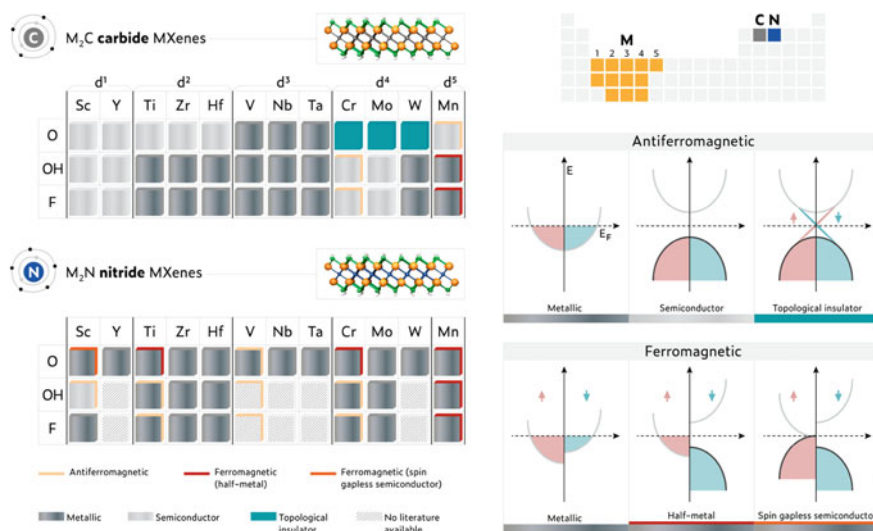 C
M₂C carbide MXenes
d¹ d² d³ d⁴ d⁵
Sc Y Ti Zr Hf V Nb Ta Cr Mo W Mn
O
OH
F
N
M₂N nitride MXenes
Sc Y Ti Zr Hf V Nb Ta Cr Mo W Mn
O
OH
F
Antiferromagnetic
Ferromagnetic
(half-metal)
Ferromagnetic (spin
gapless semiconductor)
Metallic
Semiconductor
Topological
insulator
No literature
available
C N
M
1 2 3 4 5
Antiferromagnetic
E
E_F
Metallic Semiconductor Topological insulator
Ferromagnetic
Metallic Half-metal Spin gapless semiconductor